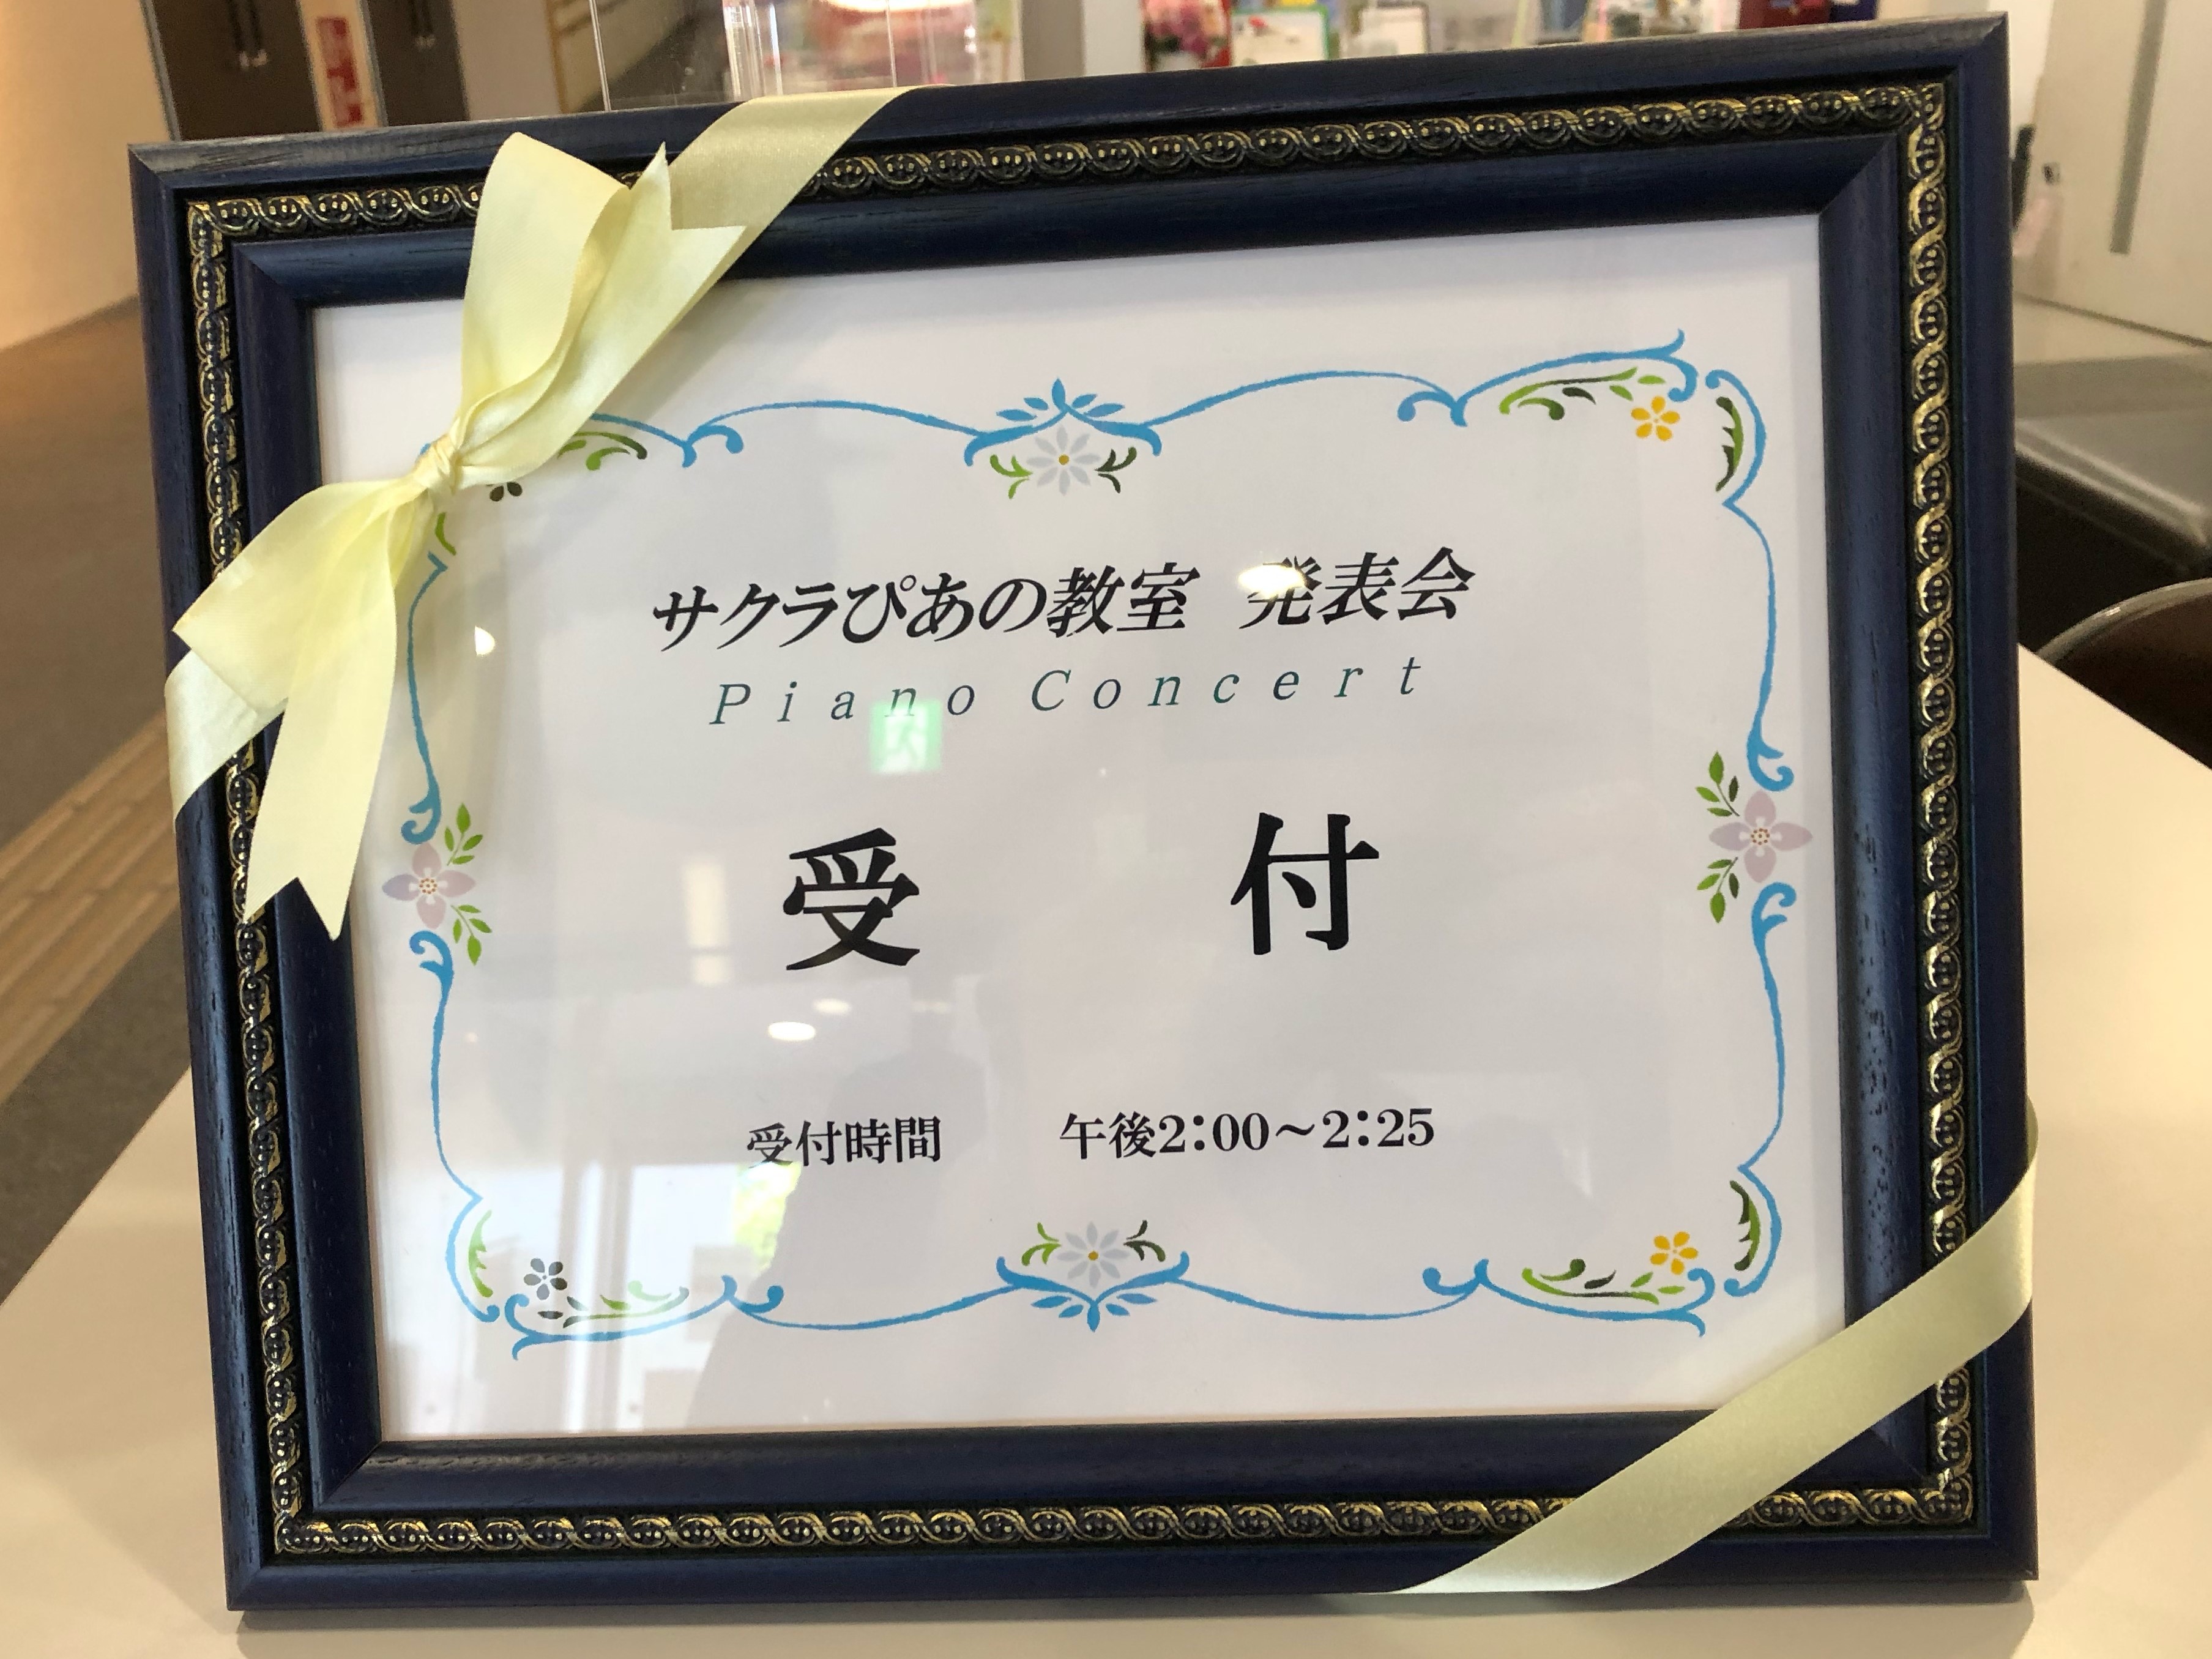 サクラぴあの教室 発表会
Piano Concert
受 付
受付時間 午後2:00～2:25